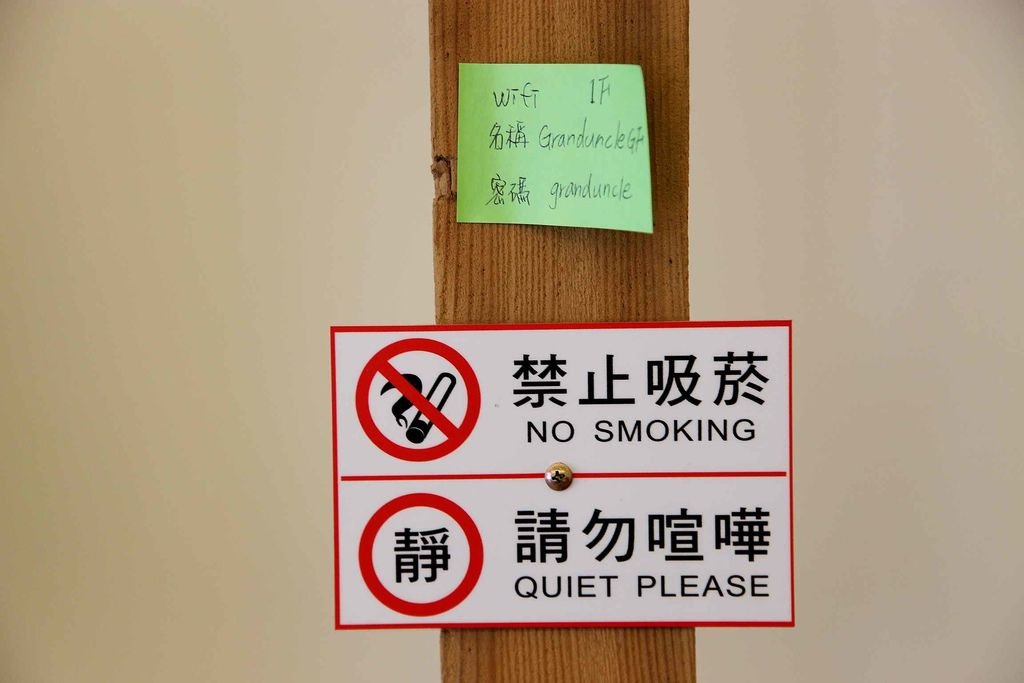 wifi 1F
名稱 GranduncleGF
密碼 granduncle
禁止吸菸
NO SMOKING
靜
請勿喧嘩
QUIET PLEASE